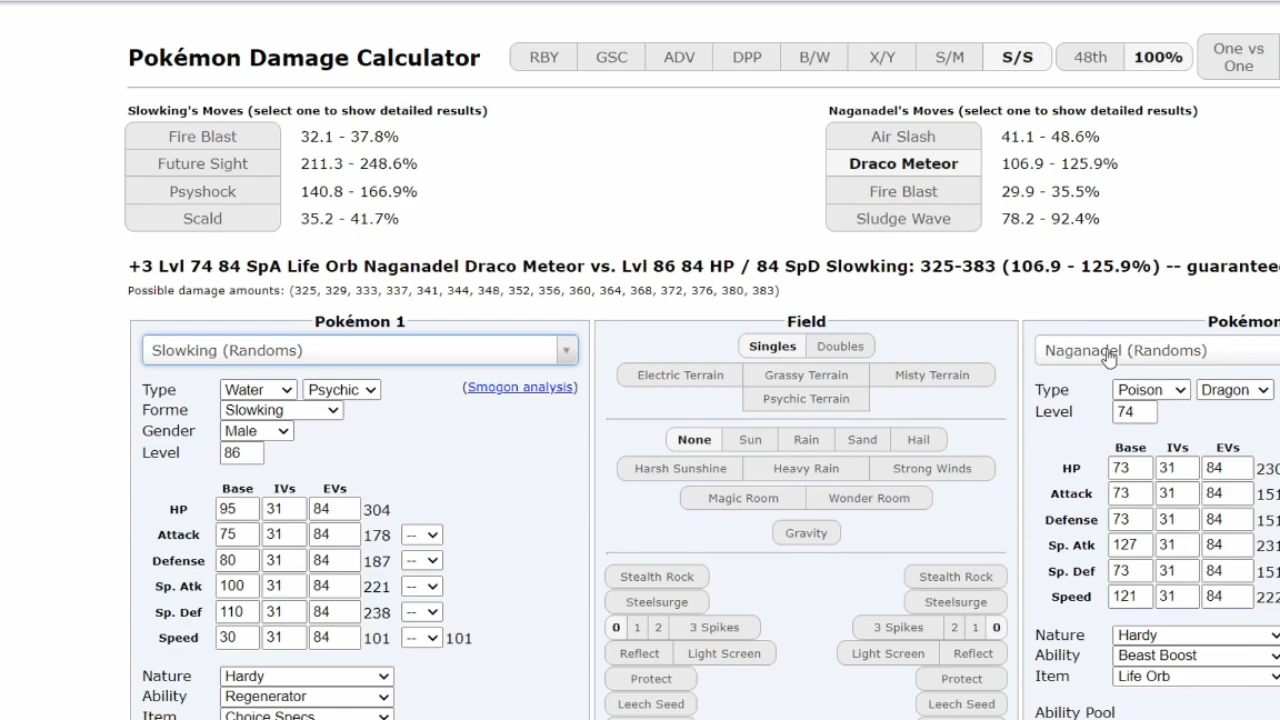 Pokémon Damage Calculator RBY GSC ADV DPP B/W X/Y S/M S/S 48th 100% One vs One
Slowking's Moves (select one to show detailed results) Naganadel's Moves (select one to show detailed results)
Fire Blast 32.1 - 37.8% Air Slash 41.1 - 48.6%
Future Sight 211.3 - 248.6% Draco Meteor 106.9 - 125.9%
Psyshock 140.8 - 166.9% Fire Blast 29.9 - 35.5%
Scald 35.2 - 41.7% Sludge Wave 78.2 - 92.4%
+3 Lvl 74 84 SpA Life Orb Naganadel Draco Meteor vs. Lvl 86 84 HP / 84 SpD Slowking: 325-383 (106.9 - 125.9%) -- guarantee
Possible damage amounts: (325, 329, 333, 337, 341, 344, 348, 352, 356, 360, 364, 368, 372, 376, 380, 383)
Pokémon 1
Slowking (Randoms)
Type Water Psychic (Smogon analysis)
Forme Slowking
Gender Male
Level 86
Base IVs EVs
HP 95 31 84 304
Attack 75 31 84 178 --
Defense 80 31 84 187 --
Sp. Atk 100 31 84 221 --
Sp. Def 110 31 84 238 --
Speed 30 31 84 101 -- 101
Nature Hardy
Ability Regenerator
Item Choice Specs
Field
Singles Doubles
Electric Terrain Grassy Terrain Misty Terrain
Psychic Terrain
None Sun Rain Sand Hail
Harsh Sunshine Heavy Rain Strong Winds
Magic Room Wonder Room
Gravity
Stealth Rock Stealth Rock
Steelsurge Steelsurge
0 1 2 3 Spikes 3 Spikes 2 1 0
Reflect Light Screen Light Screen Reflect
Protect Protect
Leech Seed Leech Seed
Pokémon
Naganadel (Randoms)
Type Poison Dragon
Level 74
Base IVs EVs
HP 73 31 84 230
Attack 73 31 84 151
Defense 73 31 84 151
Sp. Atk 127 31 84 231
Sp. Def 73 31 84 151
Speed 121 31 84 222
Nature Hardy
Ability Beast Boost
Item Life Orb
Ability Pool